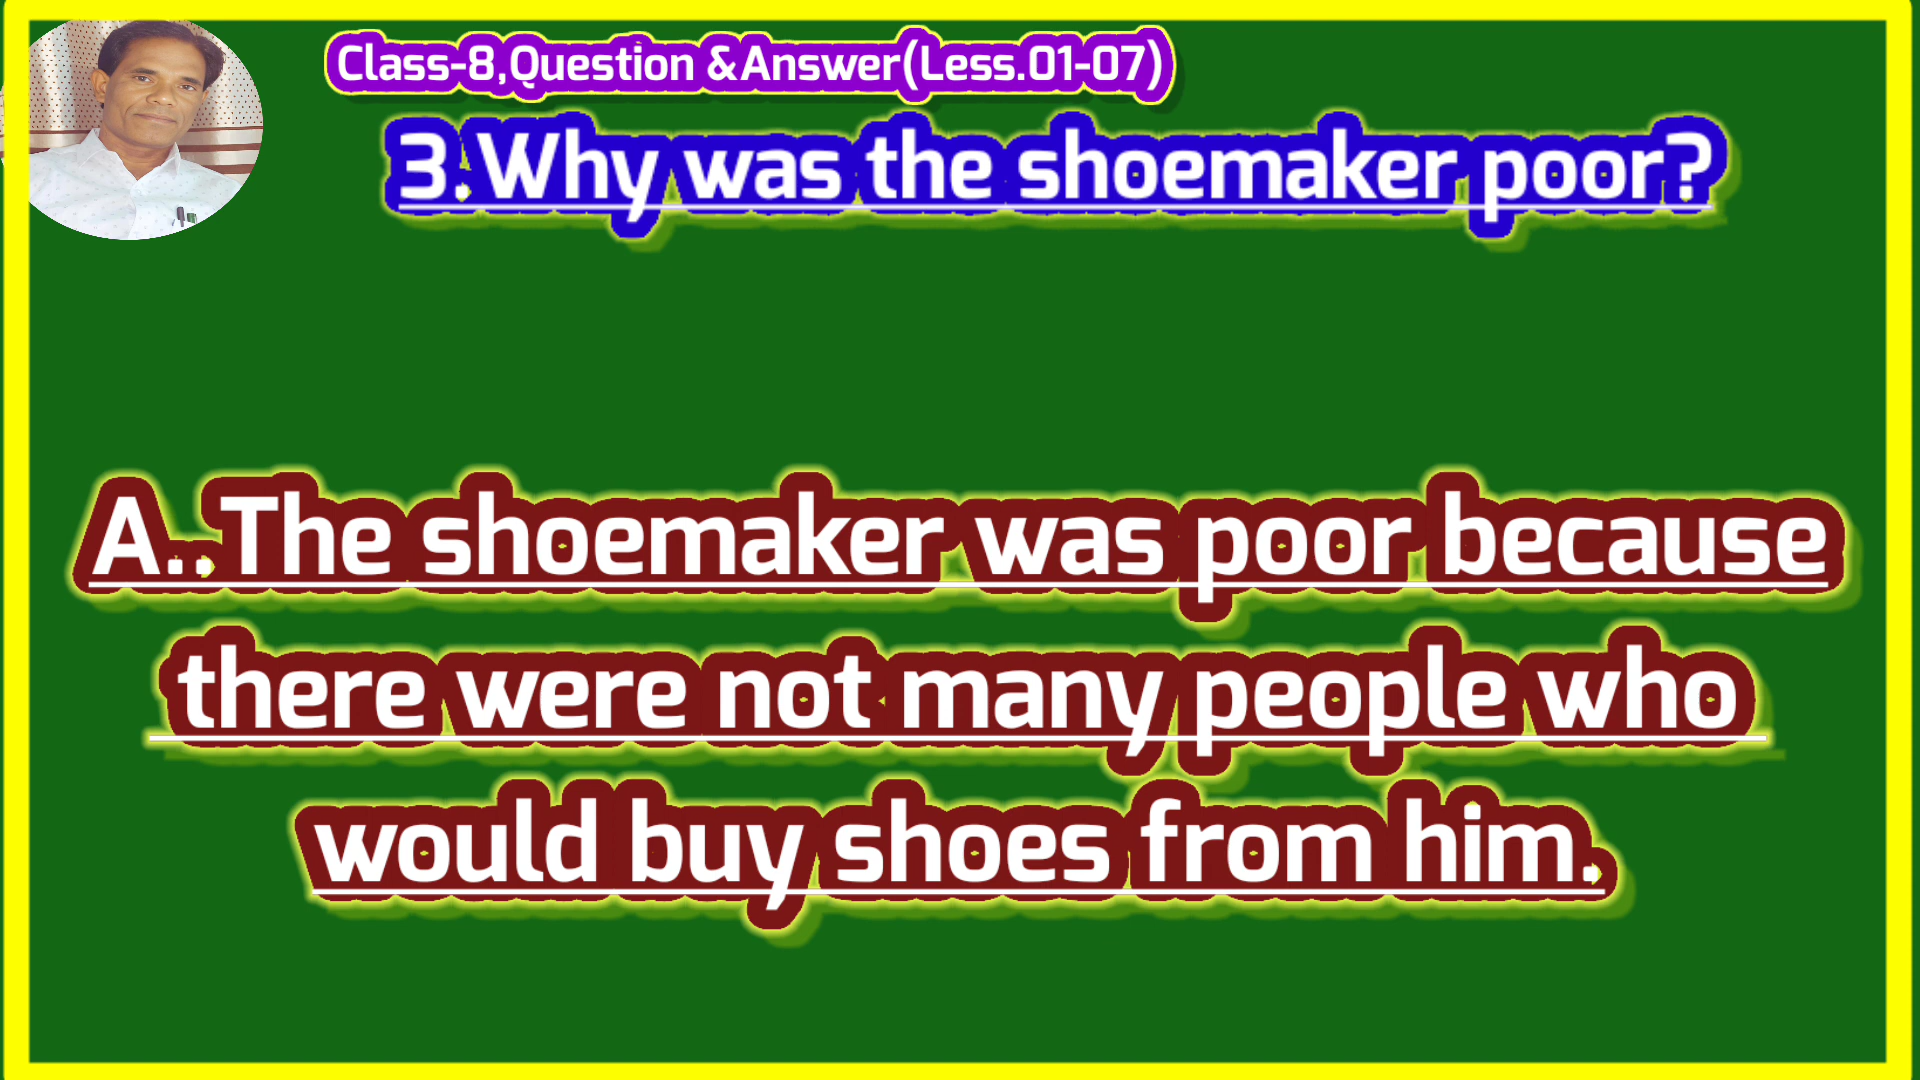 Class-8,Question &Answer(Less.01-07)
3.Why was the shoemaker poor?
A..The shoemaker was poor because
there were not many people who
would buy shoes from him.